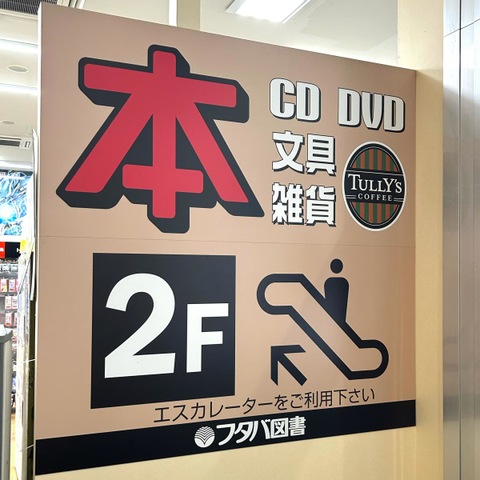 本
CD DVD
文具
雑貨
TULLY'S
COFFEE
2F
エスカレーターをご利用下さい
フタバ図書